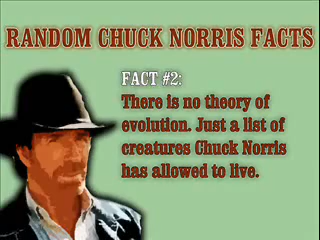 RANDOM CHUCK NORRIS FACTS
FACT #2:
There is no theory of
evolution. Just a list of
creatures Chuck Norris
has allowed to live.